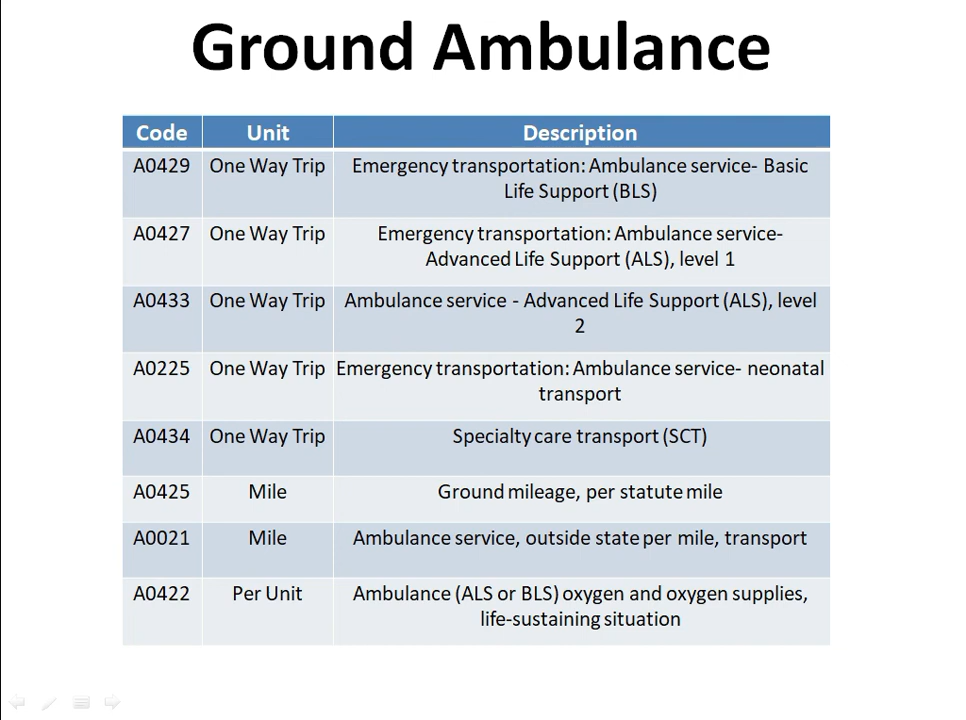 Ground Ambulance
Code Unit Description
A0429 One Way Trip Emergency transportation: Ambulance service- Basic
Life Support (BLS)
A0427 One Way Trip Emergency transportation: Ambulance service-
Advanced Life Support (ALS), level 1
A0433 One Way Trip Ambulance service - Advanced Life Support (ALS), level
2
A0225 One Way Trip Emergency transportation: Ambulance service- neonatal
transport
A0434 One Way Trip Specialty care transport (SCT)
A0425 Mile Ground mileage, per statute mile
A0021 Mile Ambulance service, outside state per mile, transport
A0422 Per Unit Ambulance (ALS or BLS) oxygen and oxygen supplies,
life-sustaining situation